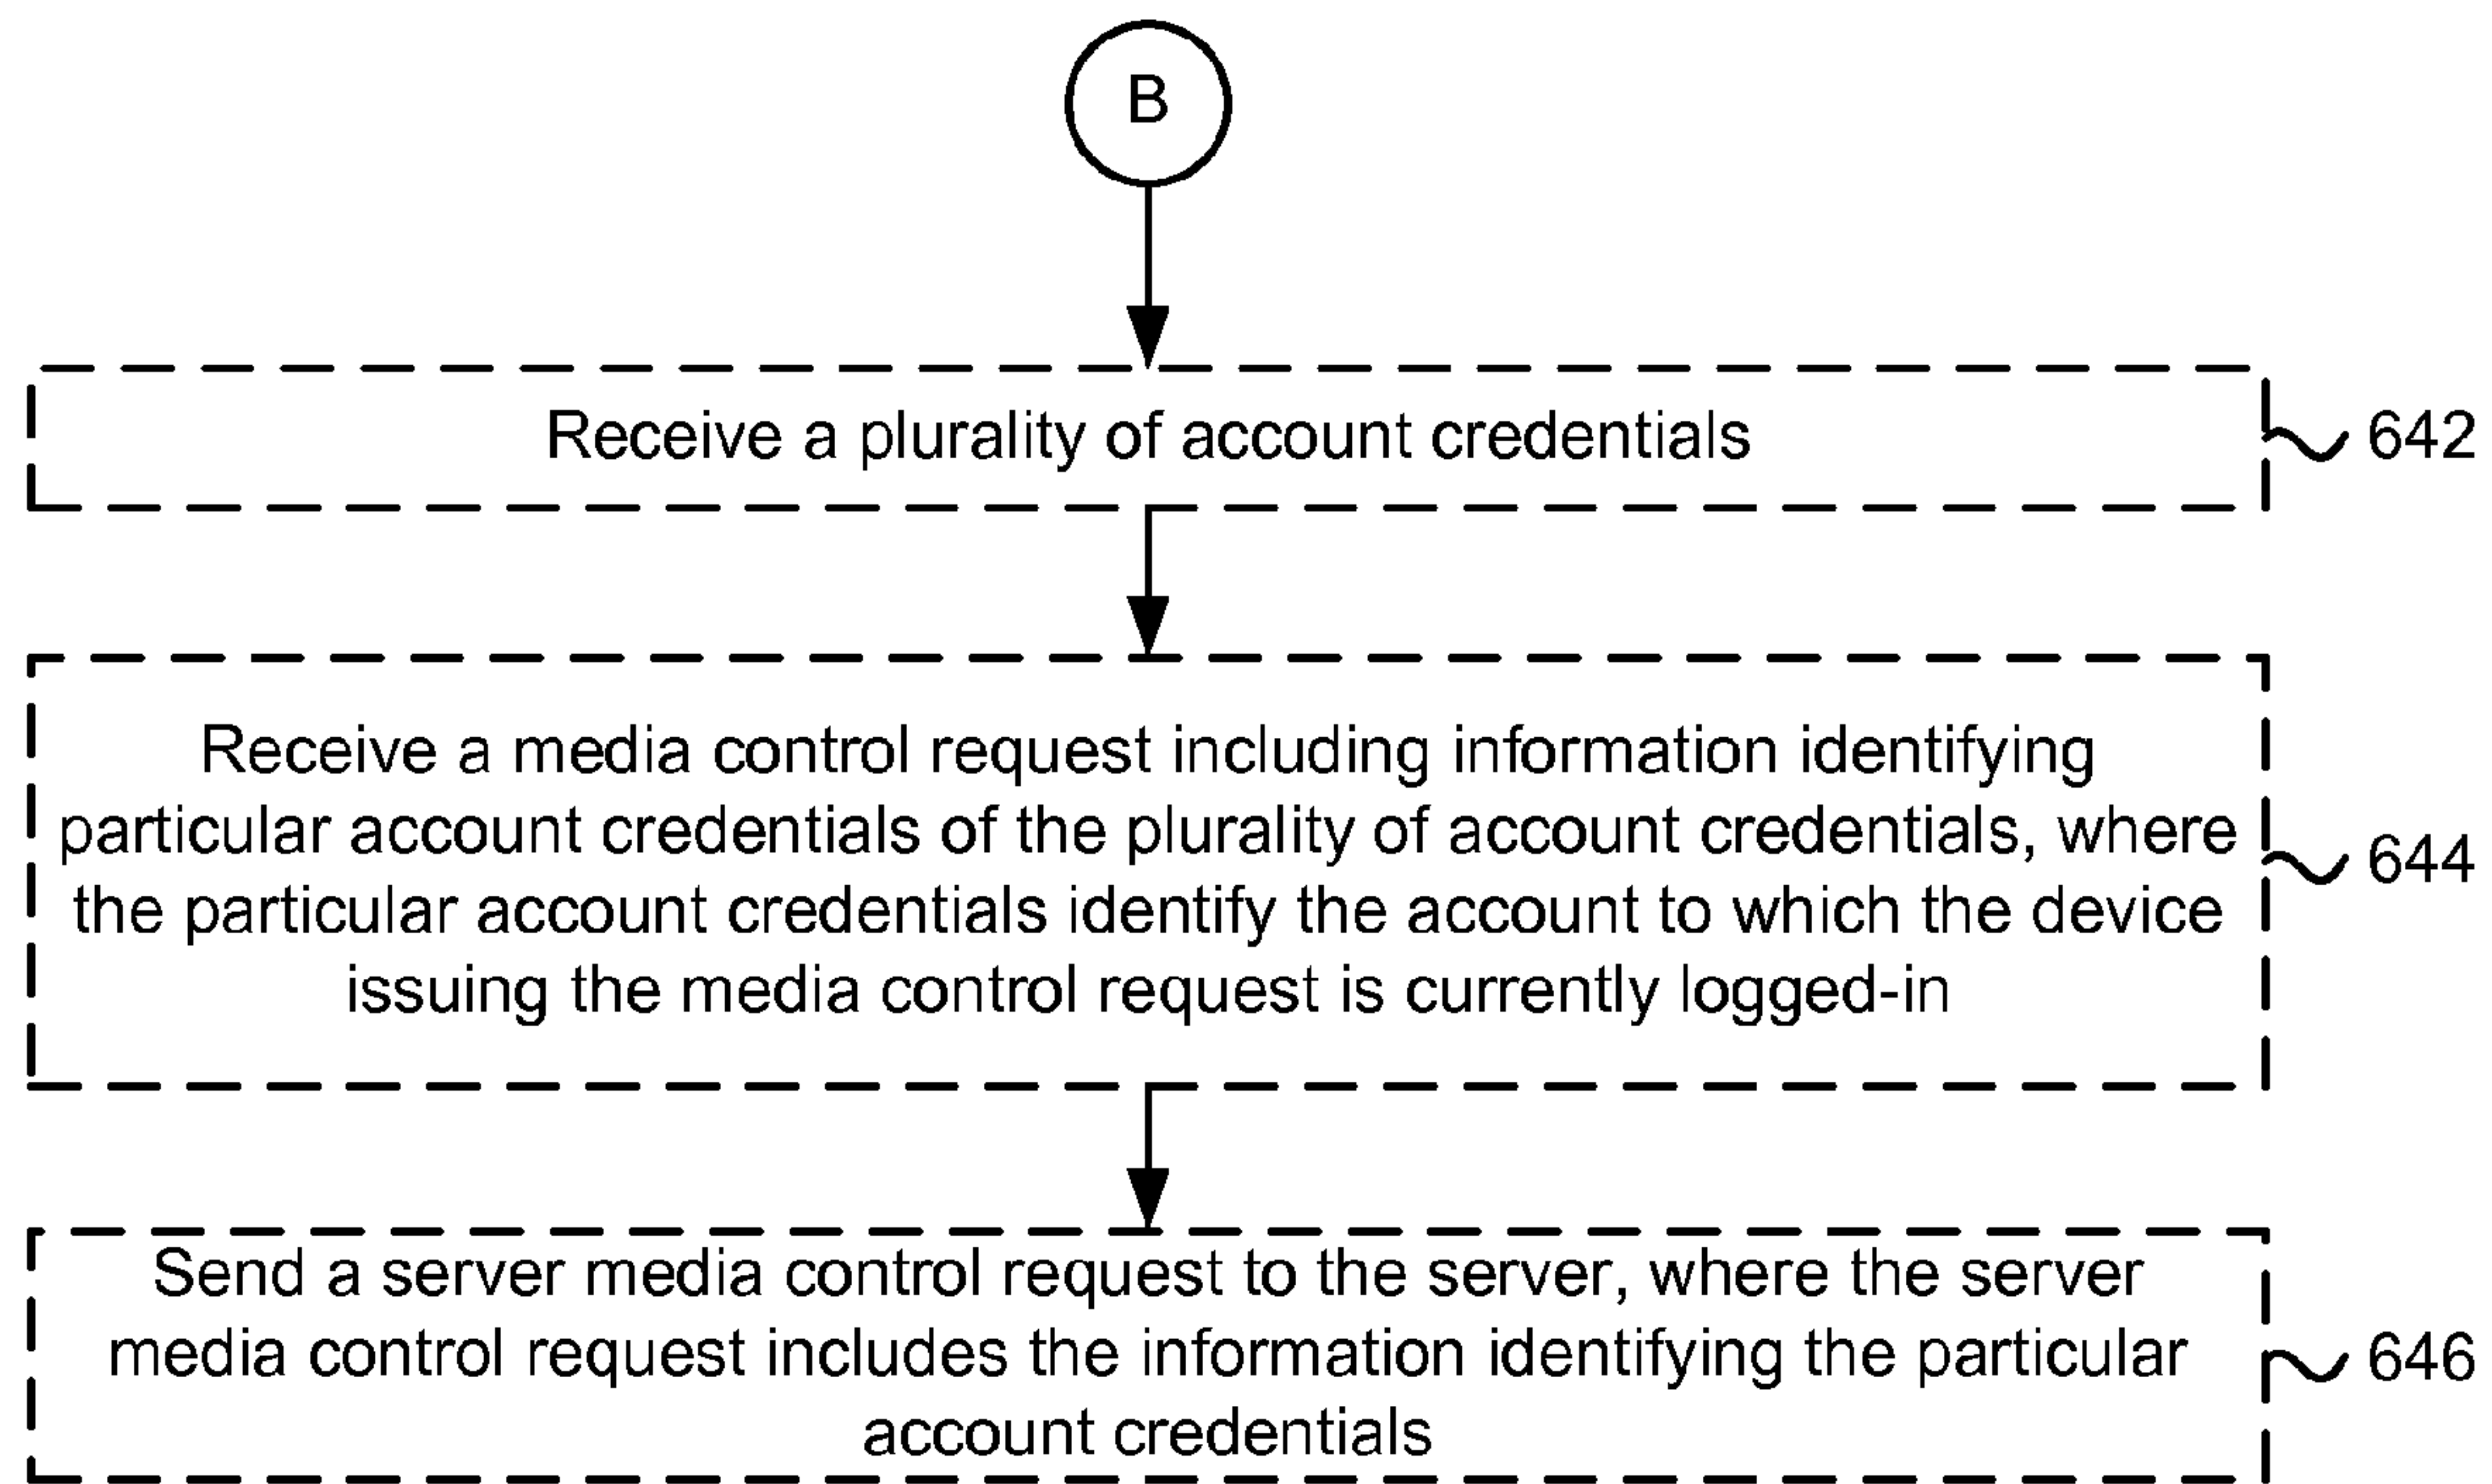 B
Receive a plurality of account credentials
642
Receive a media control request including information identifying
particular account credentials of the plurality of account credentials, where
the particular account credentials identify the account to which the device
issuing the media control request is currently logged-in
644
Send a server media control request to the server, where the server
media control request includes the information identifying the particular
account credentials
646